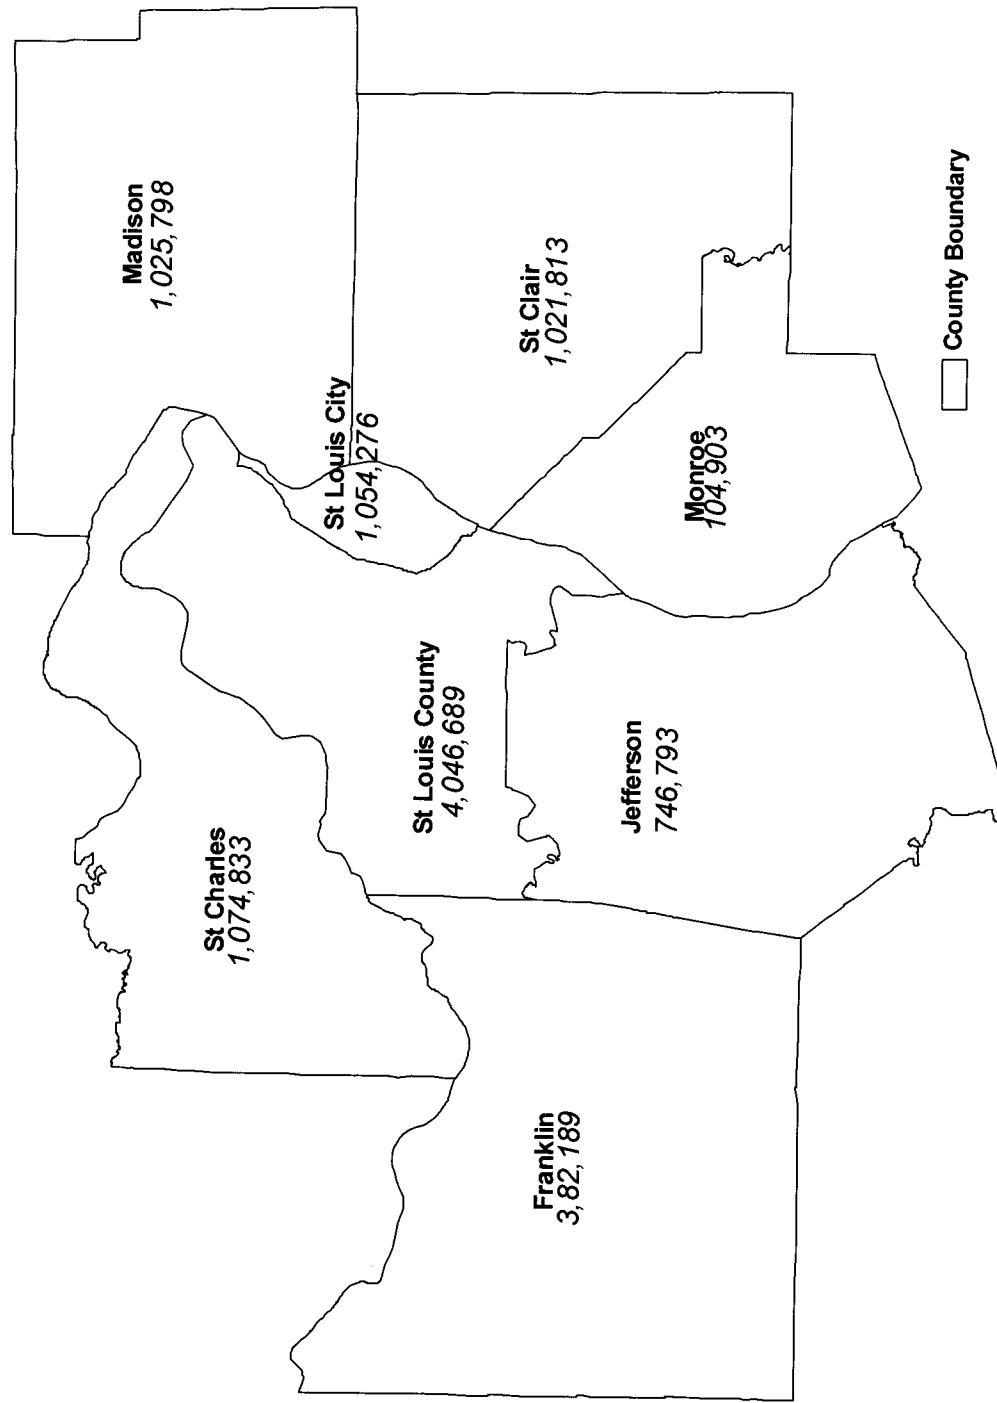 Madison
1,025,798
St Charles
1,074,833
St Louis City
1,054,276
St Louis County
4,046,689
St Clair
1,021,813
Franklin
3,82,189
Jefferson
746,793
Monroe
104,903
County Boundary